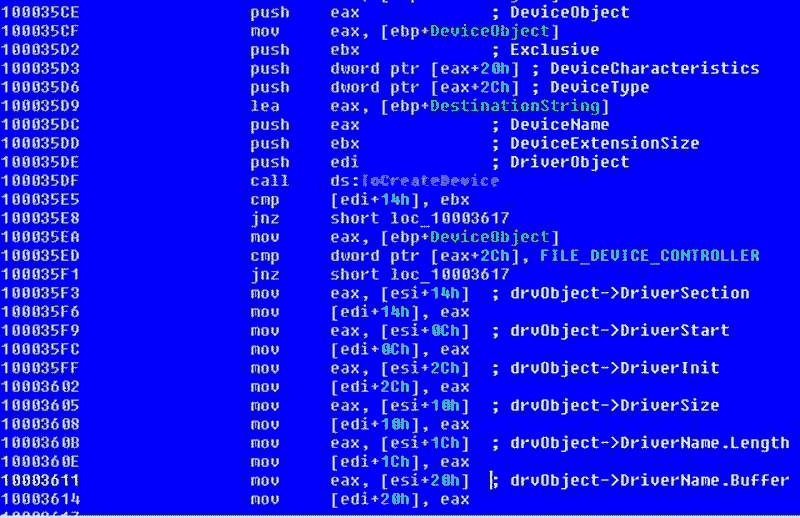 100035CE push eax ; DeviceObject
100035CF mov eax, [ebp+DeviceObject]
100035D2 push ebx ; Exclusive
100035D3 push dword ptr [eax+20h] ; DeviceCharacteristics
100035D6 push dword ptr [eax+2Ch] ; DeviceType
100035D9 lea eax, [ebp+DestinationString]
100035DC push eax ; DeviceName
100035DD push ebx ; DeviceExtensionSize
100035DE push edi ; DriverObject
100035DF call ds:IoCreateDevice
100035E5 cmp [edi+14h], ebx
100035E8 jnz short loc_10003617
100035EA mov eax, [ebp+DeviceObject]
100035ED cmp dword ptr [eax+2Ch], FILE_DEVICE_CONTROLLER
100035F1 jnz short loc_10003617
100035F3 mov eax, [esi+14h] ; drvObject->DriverSection
100035F6 mov [edi+14h], eax
100035F9 mov eax, [esi+0Ch] ; drvObject->DriverStart
100035FC mov [edi+0Ch], eax
100035FF mov eax, [esi+2Ch] ; drvObject->DriverInit
10003602 mov [edi+2Ch], eax
10003605 mov eax, [esi+10h] ; drvObject->DriverSize
10003608 mov [edi+10h], eax
1000360B mov eax, [esi+1Ch] ; drvObject->DriverName.Length
1000360E mov [edi+1Ch], eax
10003611 mov eax, [esi+20h] ; drvObject->DriverName.Buffer
10003614 mov [edi+20h], eax